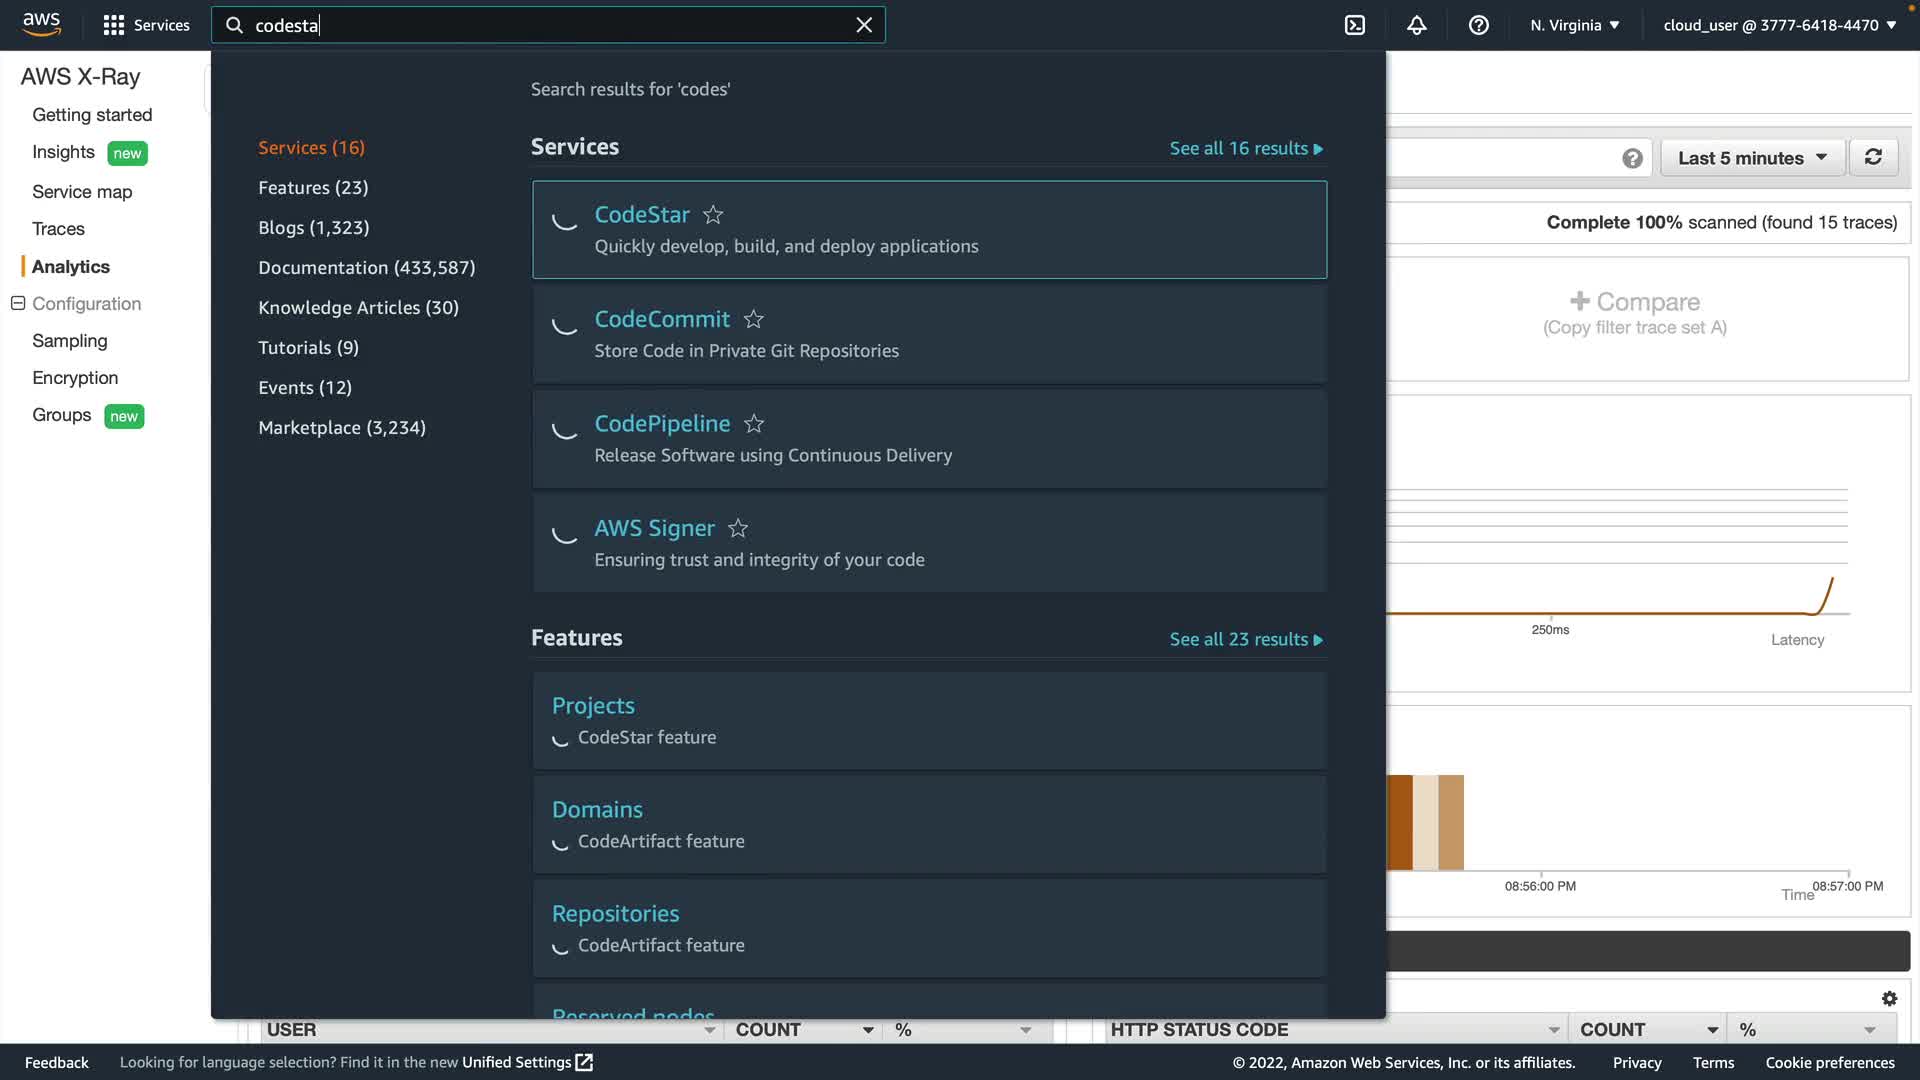 aws
Services
codesta
N. Virginia
cloud_user @ 3777-6418-4470
AWS X-Ray
Getting started
Insights new
Service map
Traces
Analytics
Configuration
Sampling
Encryption
Groups new
Search results for 'codes'
Services (16)
Features (23)
Blogs (1,323)
Documentation (433,587)
Knowledge Articles (30)
Tutorials (9)
Events (12)
Marketplace (3,234)
Services
See all 16 results
CodeStar
Quickly develop, build, and deploy applications
CodeCommit
Store Code in Private Git Repositories
CodePipeline
Release Software using Continuous Delivery
AWS Signer
Ensuring trust and integrity of your code
Features
See all 23 results
Projects
CodeStar feature
Domains
CodeArtifact feature
Repositories
CodeArtifact feature
Reserved nodes
Last 5 minutes
Complete 100% scanned (found 15 traces)
Compare
(Copy filter trace set A)
250ms
Latency
08:56:00 PM
08:57:00 PM
Time
USER
COUNT
%
HTTP STATUS CODE
COUNT
%
Feedback
Looking for language selection? Find it in the new Unified Settings
© 2022, Amazon Web Services, Inc. or its affiliates.
Privacy
Terms
Cookie preferences